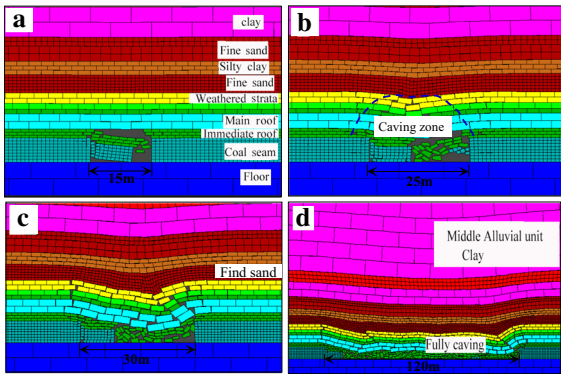 a
clay
Fine sand
Silty clay
Fine sand
Weathered strata
Main roof
Immediate roof
Coal seam
15m
Floor
b
Caving zone
25m
c
Find sand
30m
d
Middle Alluvial unit
Clay
Fully caving
120m